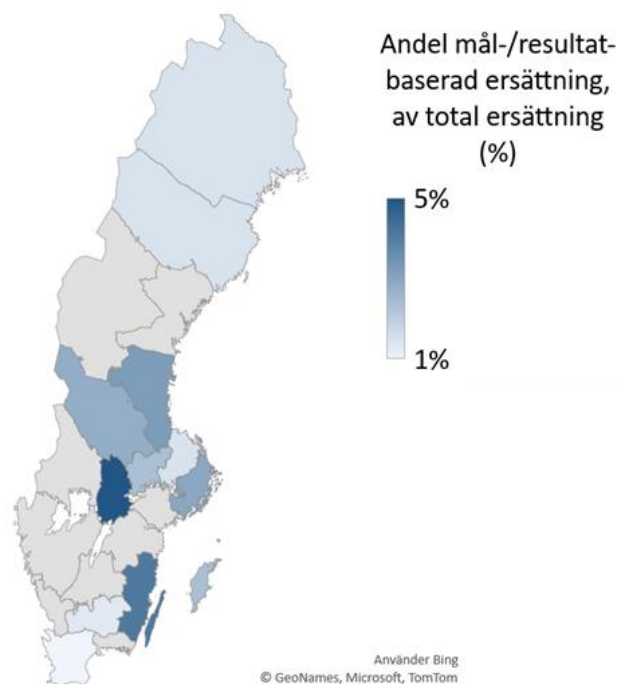 Andel mål-/resultat-
baserad ersättning,
av total ersättning
(%)
5%
1%
Använder Bing
© GeoNames, Microsoft, TomTom